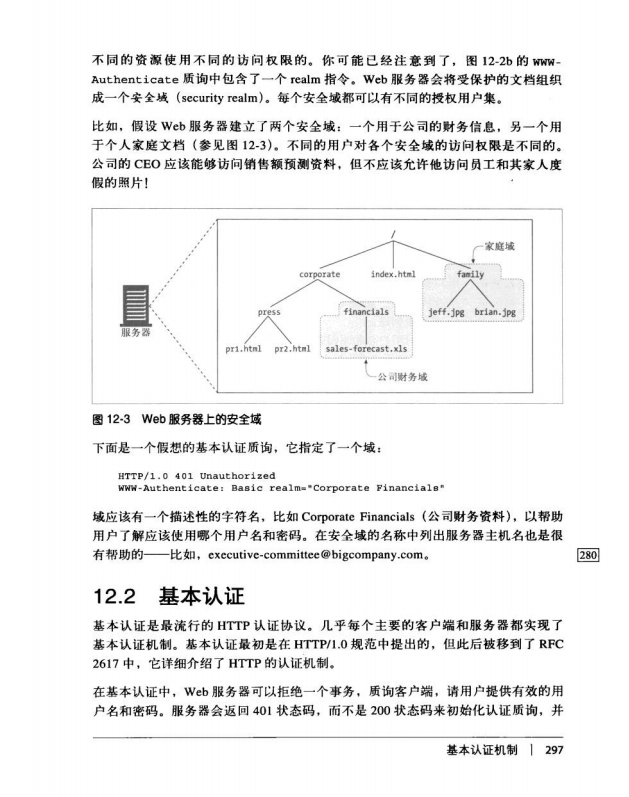 不同的资源使用不同的访问权限的。你可能已经注意到了，图 12-2b 的 WWW-
Authenticate 质询中包含了一个 realm 指令。Web 服务器会将受保护的文档组织
成一个安全域（security realm）。每个安全域都可以有不同的授权用户集。
比如，假设 Web 服务器建立了两个安全域：一个用于公司的财务信息，另一个用
于个人家庭文档（参见图 12-3）。不同的用户对各个安全域的访问权限是不同的。
公司的 CEO 应该能够访问销售额预测资料，但不应该允许他访问员工和其家人度
假的照片！
/
家庭域
corporate index.html family
press financials jeff.jpg brian.jpg
服务器
pr1.html pr2.html sales-forecast.xls
公司财务域
图 12-3 Web 服务器上的安全域
下面是一个假想的基本认证质询，它指定了一个域：
HTTP/1.0 401 Unauthorized
WWW-Authenticate: Basic realm="Corporate Financials"
域应该有一个描述性的字符名，比如 Corporate Financials（公司财务资料），以帮助
用户了解应该使用哪个用户名和密码。在安全域的名称中列出服务器主机名也是很
有帮助的——比如，executive-committee@bigcompany.com。
280
12.2 基本认证
基本认证是最流行的 HTTP 认证协议。几乎每个主要的客户端和服务器都实现了
基本认证机制。基本认证最初是在 HTTP/1.0 规范中提出的，但此后被移到了 RFC
2617 中，它详细介绍了 HTTP 的认证机制。
在基本认证中，Web 服务器可以拒绝一个事务，质询客户端，请用户提供有效的用
户名和密码。服务器会返回 401 状态码，而不是 200 状态码来初始化认证质询，并
基本认证机制 | 297